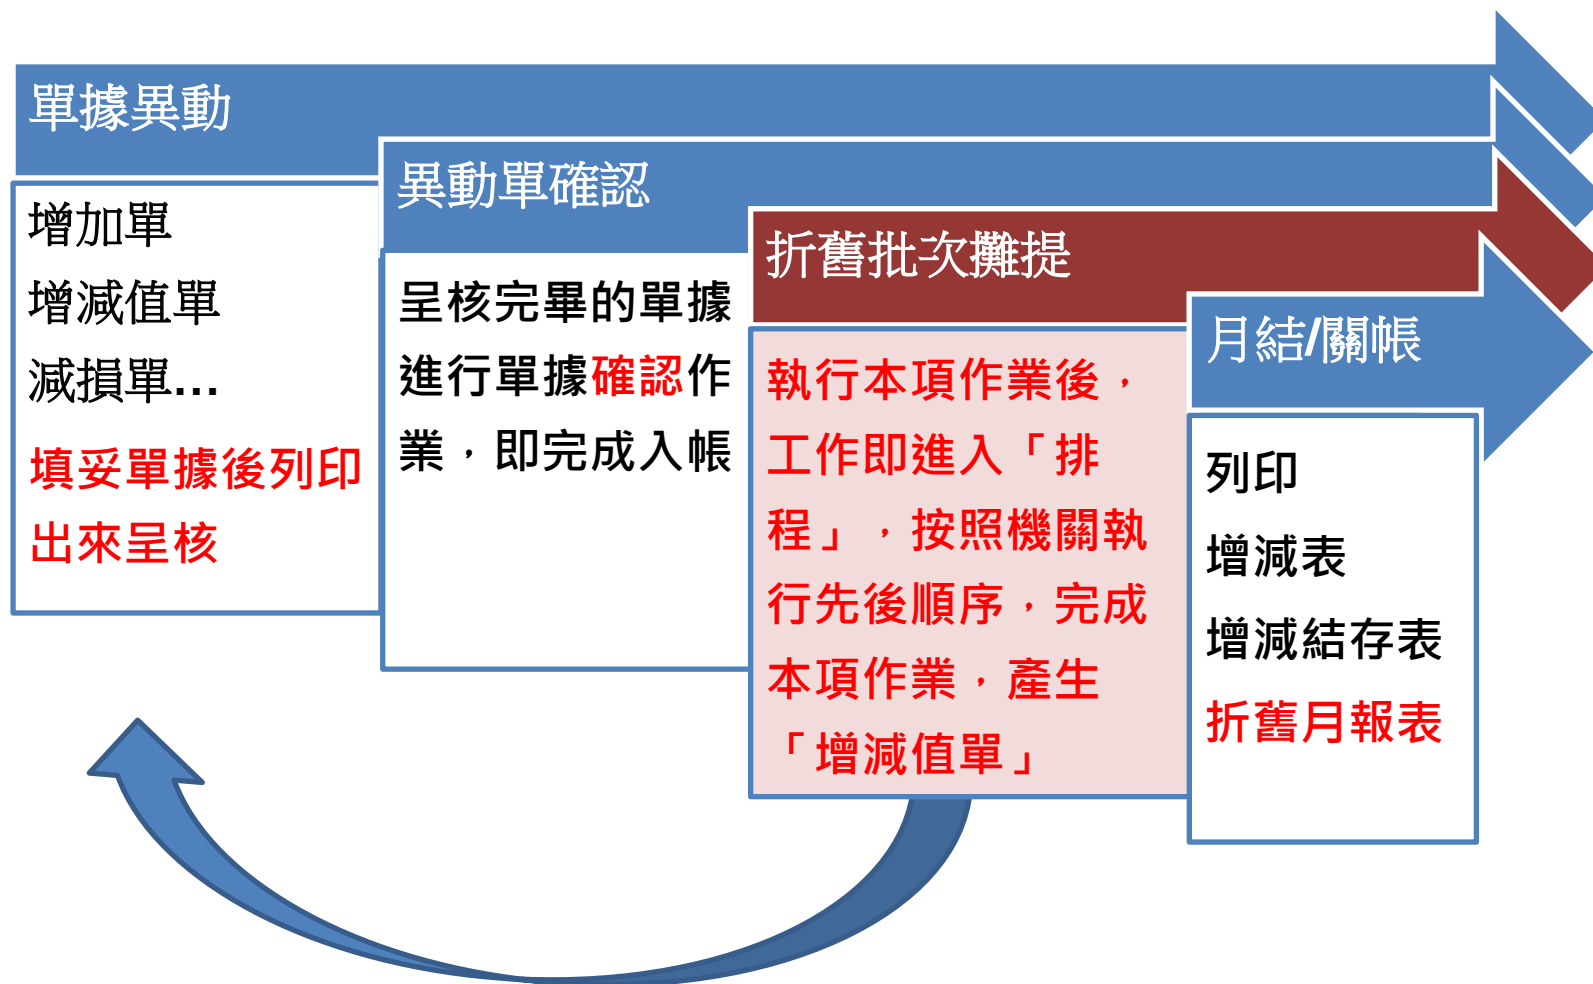 單據異動
增加單
增減值單
減損單...
填妥單據後列印
出來呈核
異動單確認
呈核完畢的單據
進行單據確認作
業，即完成入帳
折舊批次攤提
執行本項作業後，
工作即進入「排
程」，按照機關執
行先後順序，完成
本項作業，產生
「增減值單」
月結/關帳
列印
增減表
增減結存表
折舊月報表